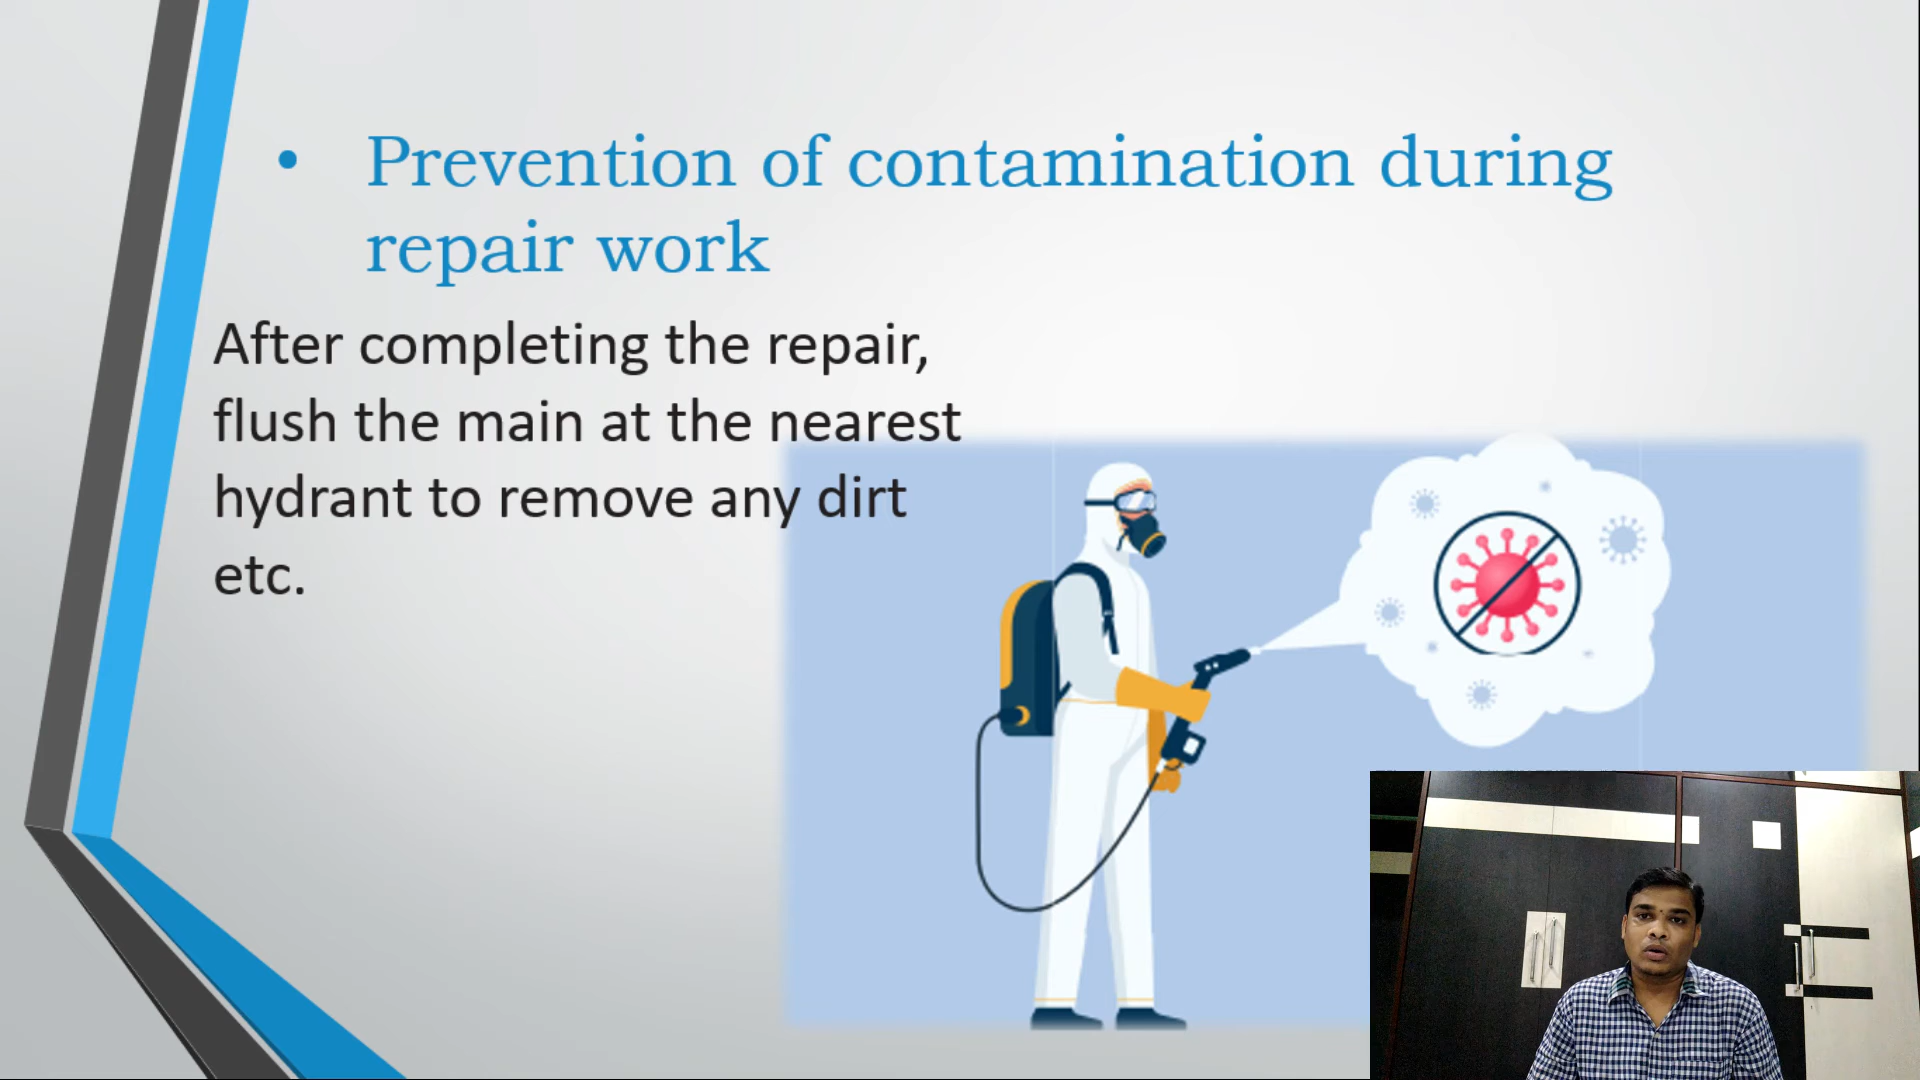 • Prevention of contamination during
repair work
After completing the repair,
flush the main at the nearest
hydrant to remove any dirt
etc.